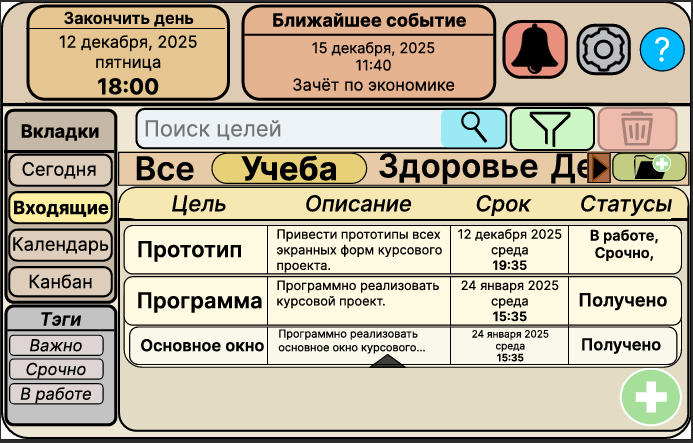 Закончить день
12 декабря, 2025
пятница
18:00
Ближайшее событие
15 декабря, 2025
11:40
Зачёт по экономике
?
Вкладки
Сегодня
Входящие
Календарь
Канбан
Тэги
Важно
Срочно
В работе
Поиск целей
Все Учеба Здоровье Де
Цель Описание Срок Статусы
Прототип
Привести прототипы всех
экранных форм курсового
проекта.
12 декабря 2025
среда
19:35
В работе,
Срочно,
Программа
Программно реализовать
курсовой проект.
24 января 2025
среда
15:35
Получено
Основное окно
Программно реализовать
основное окно курсового...
24 января 2025
среда
15:35
Получено